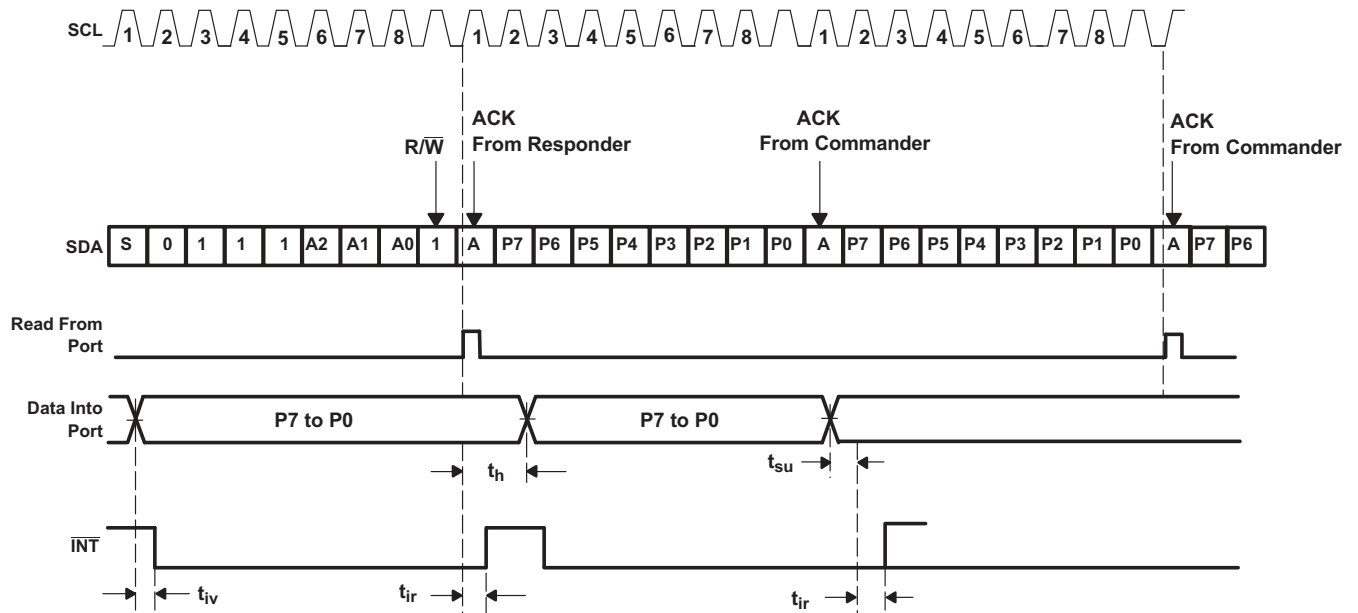 SCL 1 2 3 4 5 6 7 8 1 2 3 4 5 6 7 8 1 2 3 4 5 6 7 8
R/W̅
ACK
From Responder
ACK
From Commander
ACK
From Commander
SDA S 0 1 1 1 A2 A1 A0 1 A P7 P6 P5 P4 P3 P2 P1 P0 A P7 P6 P5 P4 P3 P2 P1 P0 A P7 P6
Read From
Port
Data Into
Port
P7 to P0
P7 to P0
th
tsu
I̅N̅T̅
tiv
tir
tir